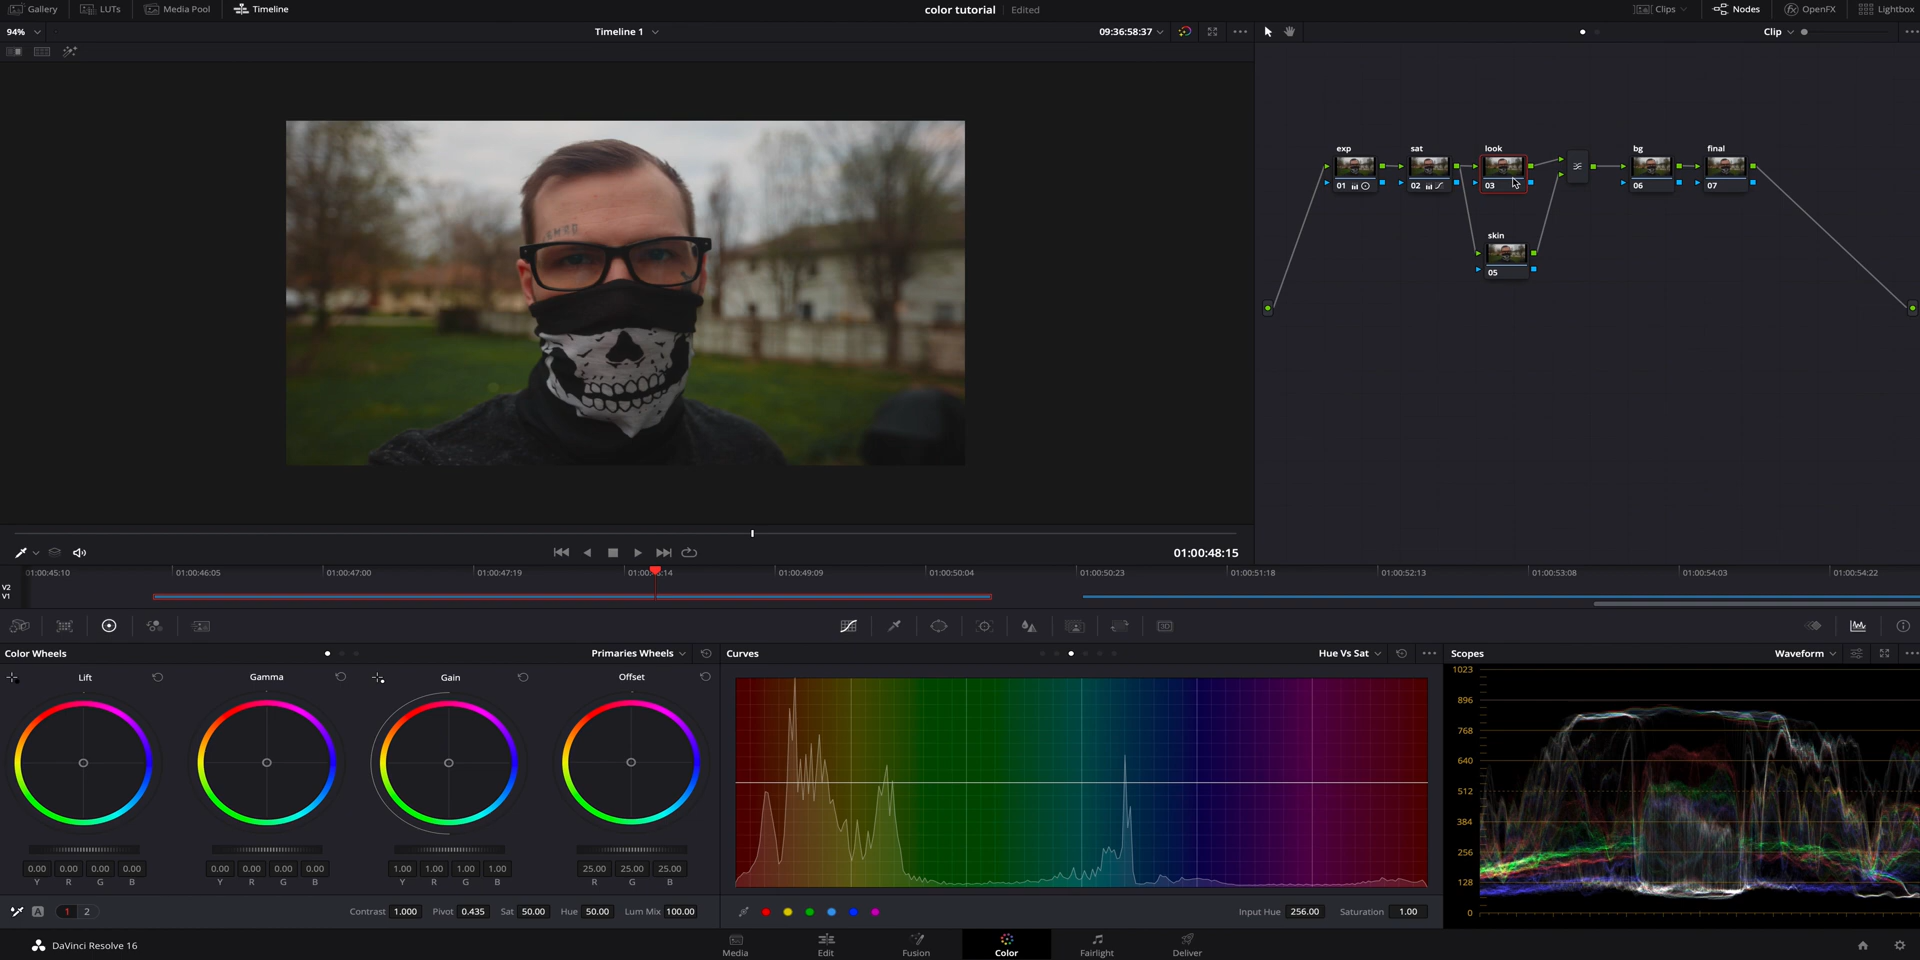 Gallery LUTs Media Pool Timeline color tutorial Edited Clips Nodes OpenFX Lightbox
94% Timeline 1 09:36:58:37 Clip
exp sat look bg final
01 02 03 06 07
skin
05
01:00:48:15
01:00:45:10 01:00:46:05 01:00:47:00 01:00:47:19 01:00:49:09 01:00:50:04 01:00:50:23 01:00:51:18 01:00:52:13 01:00:53:08 01:00:54:03 01:00:54:22
V2
V1
3D
Color Wheels Primaries Wheels Curves Hue Vs Sat Scopes Waveform
Lift Gamma Gain Offset
1023
896
768
640
512
384
256
128
0
0.00 0.00 0.00 0.00 0.00 0.00 0.00 0.00 1.00 1.00 1.00 1.00 25.00 25.00 25.00
Y R G B Y R G B Y R G B R G B
A 1 2 Contrast 1.000 Pivot 0.435 Sat 50.00 Hue 50.00 Lum Mix 100.00 Input Hue 256.00 Saturation 1.00
DaVinci Resolve 16 Media Edit Fusion Color Fairlight Deliver